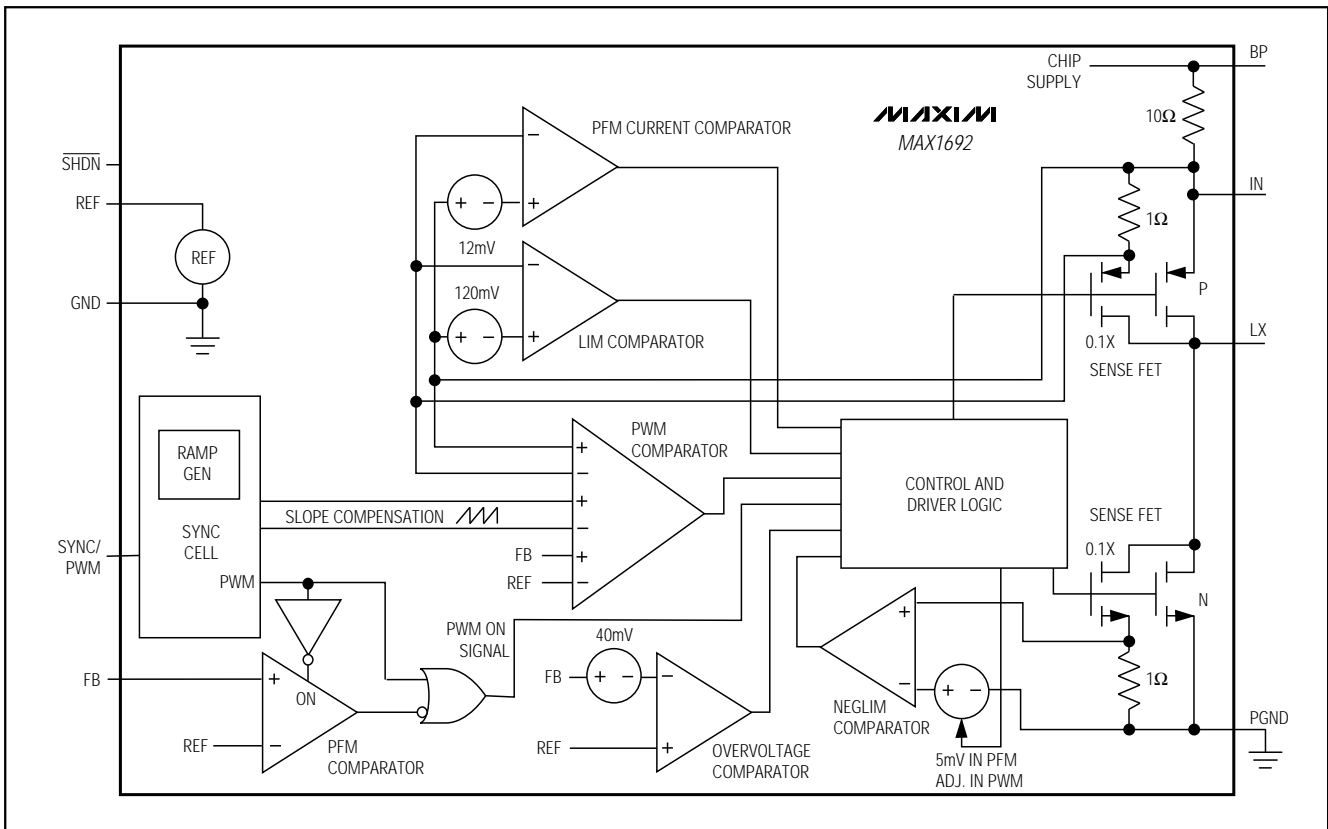 BP
CHIP
SUPPLY
MAXIM
MAX1692
10Ω
PFM CURRENT COMPARATOR
SHDN
REF
IN
1Ω
REF
12mV
GND
120mV
P
LX
LIM COMPARATOR
0.1X
SENSE FET
RAMP
GEN
PWM
COMPARATOR
CONTROL AND
DRIVER LOGIC
SLOPE COMPENSATION
SENSE FET
SYNC
CELL
SYNC/
PWM
FB
0.1X
REF
PWM
N
PWM ON
SIGNAL
40mV
FB
ON
FB
1Ω
NEGLIM
COMPARATOR
PGND
REF
PFM
COMPARATOR
REF
OVERVOLTAGE
COMPARATOR
5mV IN PFM
ADJ. IN PWM